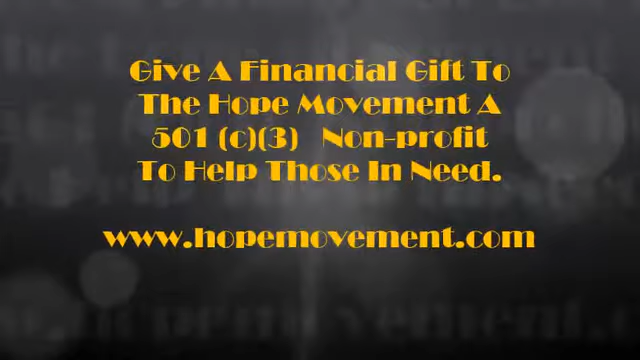 Give A Financial Gift To
The Hope Movement A
501 (c)(3) Non-profit
To Help Those In Need.
www.hopemovement.com